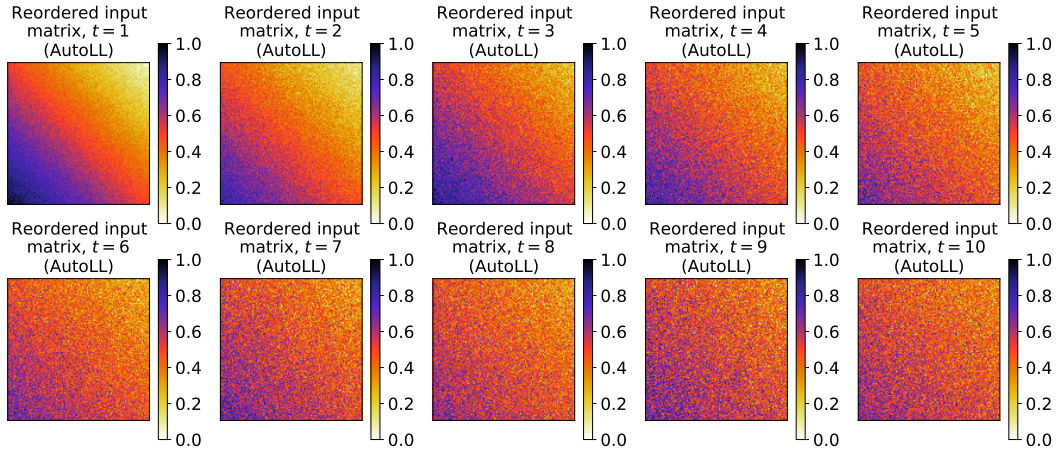 Reordered input
matrix, t = 1
(AutoLL)
1.0
0.8
0.6
0.4
0.2
0.0
Reordered input
matrix, t = 2
(AutoLL)
1.0
0.8
0.6
0.4
0.2
0.0
Reordered input
matrix, t = 3
(AutoLL)
1.0
0.8
0.6
0.4
0.2
0.0
Reordered input
matrix, t = 4
(AutoLL)
1.0
0.8
0.6
0.4
0.2
0.0
Reordered input
matrix, t = 5
(AutoLL)
1.0
0.8
0.6
0.4
0.2
0.0
Reordered input
matrix, t = 6
(AutoLL)
1.0
0.8
0.6
0.4
0.2
0.0
Reordered input
matrix, t = 7
(AutoLL)
1.0
0.8
0.6
0.4
0.2
0.0
Reordered input
matrix, t = 8
(AutoLL)
1.0
0.8
0.6
0.4
0.2
0.0
Reordered input
matrix, t = 9
(AutoLL)
1.0
0.8
0.6
0.4
0.2
0.0
Reordered input
matrix, t = 10
(AutoLL)
1.0
0.8
0.6
0.4
0.2
0.0